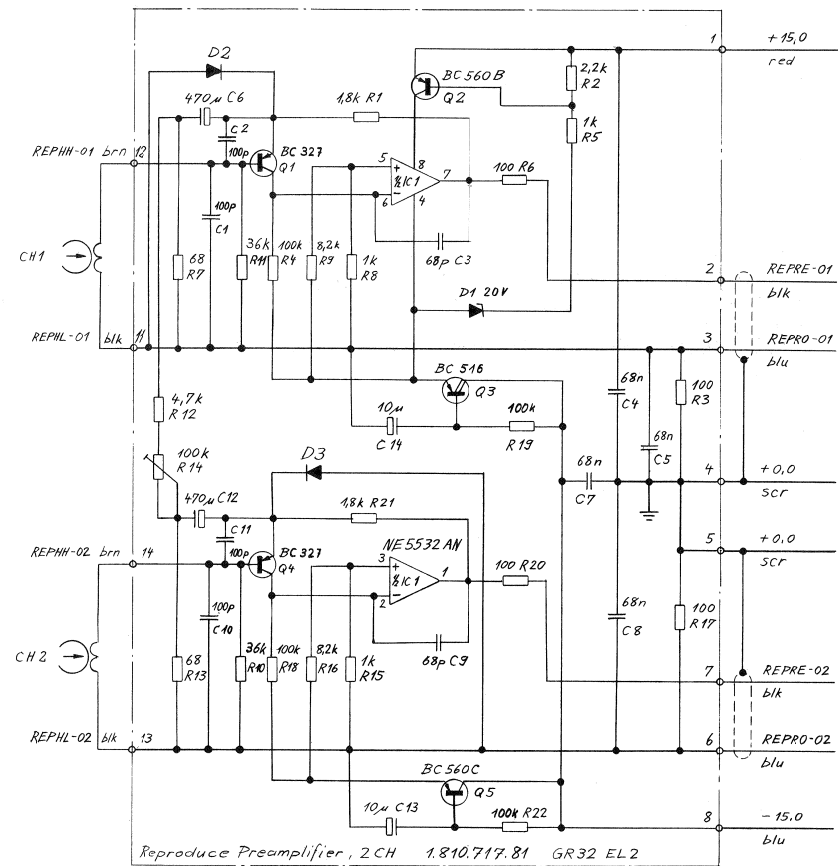 1 +15,0
red
D2
BC 560B
Q2
2,2k
R2
1k
R5
470µ C6
1,8k R1
C2
100p
REPHH-01 brn 12
BC 327
Q1
5
+
8
7
½IC1
6
−
4
100 R6
100p
C1
CH1
68
R7
36k
R11
100k
R4
8,2k
R9
1k
R8
68p C3
2 REPRE-01
blk
D1 20V
REPHL-01 blk 11
3 REPRO-01
blu
BC 516
Q3
4,7k
R12
10µ
C14
100k
R19
68n
C4
68n
C5
100
R3
100k
R14
D3
68n
C7
4 +0,0
scr
470µ C12
1,8k R21
C11
100p
5 +0,0
scr
REPHH-02 brn 14
BC 327
Q4
NE5532AN
3
+
1
½IC1
2
−
100 R20
100p
C10
68n
C8
100
R17
CH2
68
R13
36k
R10
100k
R18
8,2k
R16
1k
R15
68p C9
7 REPRE-02
blk
REPHL-02 blk 13
6 REPRO-02
blu
BC 560C
Q5
10µ C13
100k R22
8 −15.0
blu
Reproduce Preamplifier, 2CH 1.810.717.81 GR32 EL2